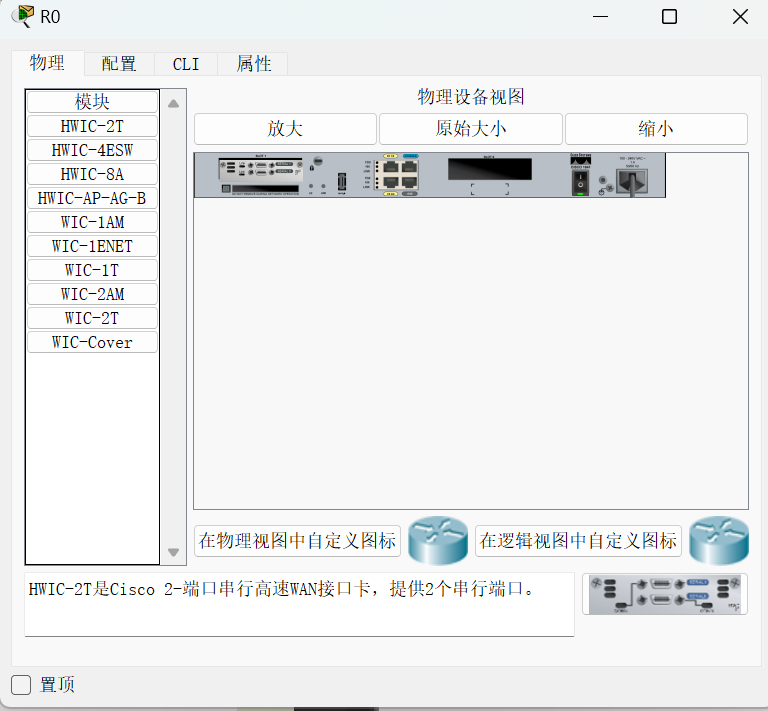 R0
物理 配置 CLI 属性
模块
HWIC-2T
HWIC-4ESW
HWIC-8A
HWIC-AP-AG-B
WIC-1AM
WIC-1ENET
WIC-1T
WIC-2AM
WIC-2T
WIC-Cover
物理设备视图
放大 原始大小 缩小
在物理视图中自定义图标 在逻辑视图中自定义图标
HWIC-2T是Cisco 2-端口串行高速WAN接口卡，提供2个串行端口。
置顶